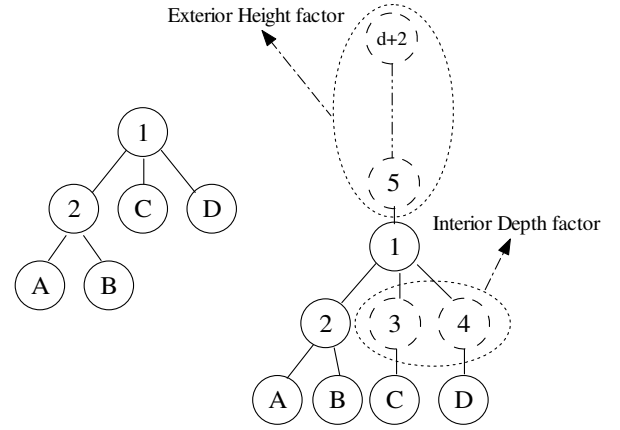 Exterior Height factor
d+2
1
5
2
C
D
1
Interior Depth factor
A
B
2
3
4
A
B
C
D